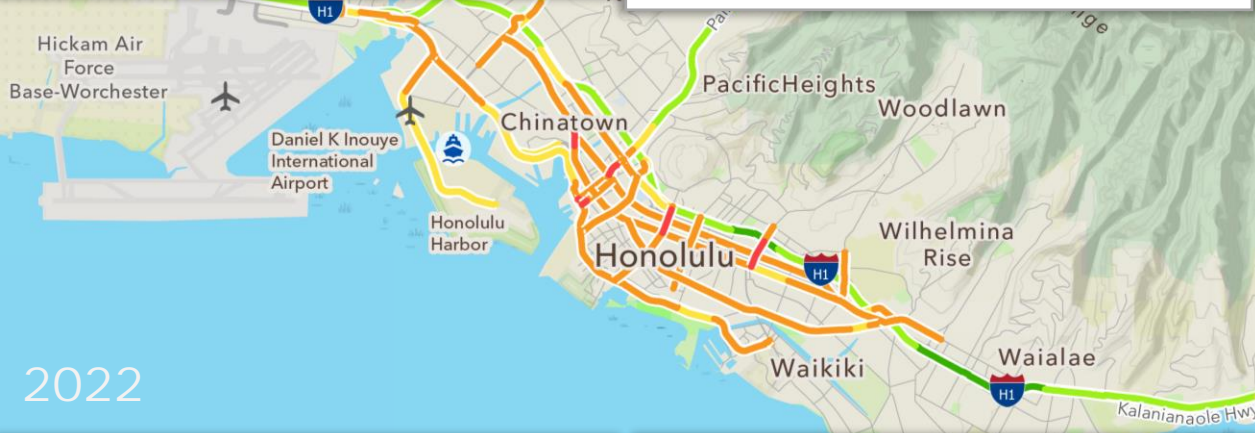 H1
Hickam Air
Force
Base-Worchester
PacificHeights
Woodlawn
Chinatown
Daniel K Inouye
International
Airport
Honolulu
Harbor
Wilhelmina
Rise
Honolulu
H1
Waikiki
Waialae
H1
Kalanianaole Hwy
2022